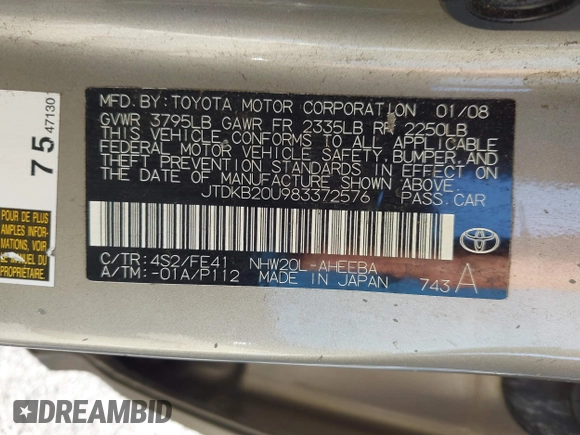 MFD. BY: TOYOTA MOTOR CORPORATION 01/08
GVWR 3795LB GAWR FR 2335LB RR 2250LB
THIS VEHICLE CONFORMS TO ALL APPLICABLE
FEDERAL MOTOR VEHICLE SAFETY, BUMPER, AND
THEFT PREVENTION STANDARDS IN EFFECT ON
THE DATE OF MANUFACTURE SHOWN ABOVE.
JTDKB20U983372576 PASS. CAR
C/TR: 4S2/FE41 NHW20L-AHEEBA
A/TM: -01A/P112 MADE IN JAPAN 743 A
TOYOTA
75
47130
POUR DE PLUS
AMPLES INFOR-
MATIONS,
MANUEL DU
PROPRIÉTAIRE
DREAMBID